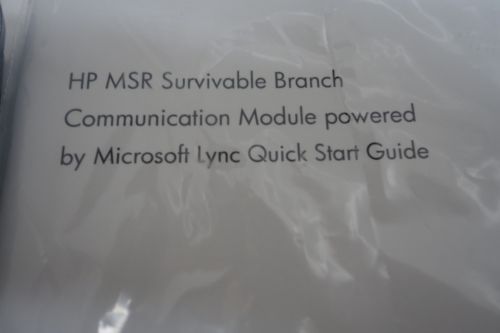 HP MSR Survivable Branch
Communication Module powered
by Microsoft Lync Quick Start Guide